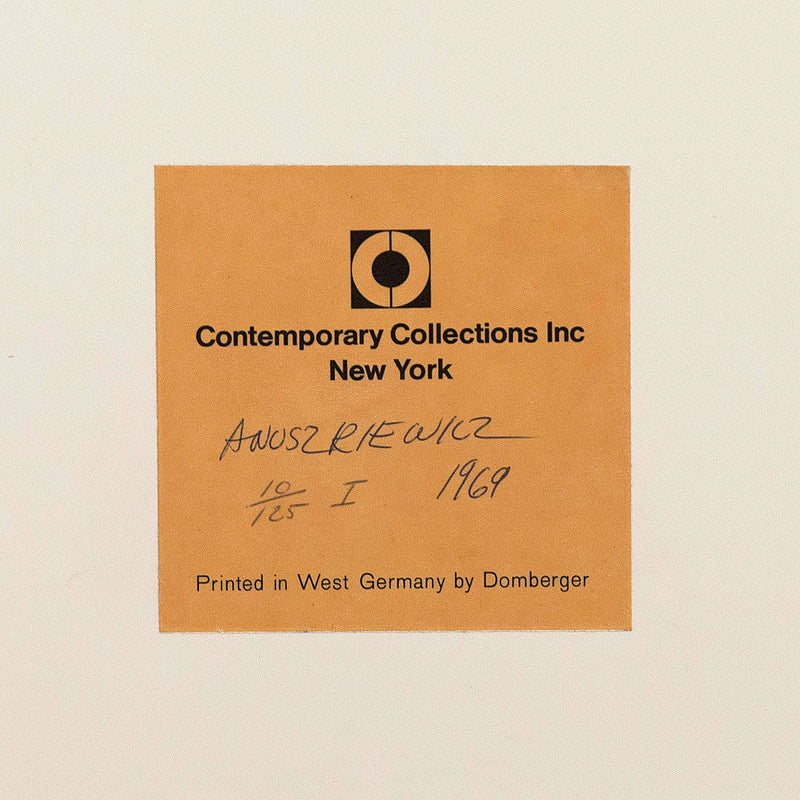 Contemporary Collections Inc
New York
ANUSZKIEWICZ
10/125 I 1969
Printed in West Germany by Domberger